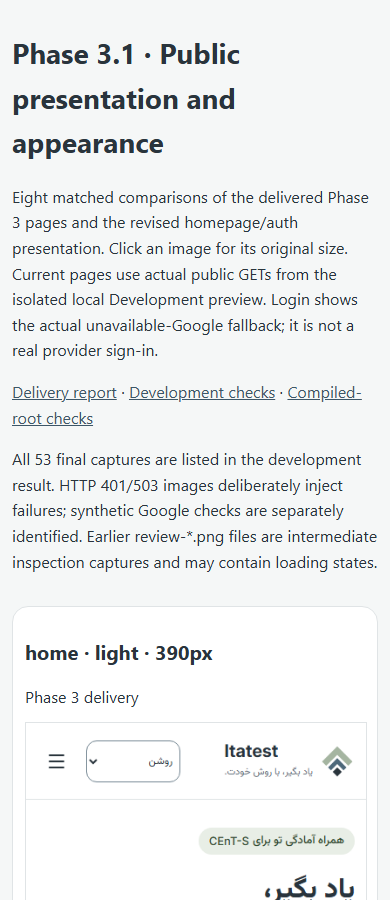 Phase 3.1 · Public
presentation and
appearance
Eight matched comparisons of the delivered Phase
3 pages and the revised homepage/auth
presentation. Click an image for its original size.
Current pages use actual public GETs from the
isolated local Development preview. Login shows
the actual unavailable-Google fallback; it is not a
real provider sign-in.
Delivery report · Development checks · Compiled-
root checks
All 53 final captures are listed in the development
result. HTTP 401/503 images deliberately inject
failures; synthetic Google checks are separately
identified. Earlier review-*.png files are intermediate
inspection captures and may contain loading states.
home · light · 390px
Phase 3 delivery
روشن
Itatest
یاد بگیر، با روش خودت.
همراه آمادگی تو برای CEnT-S
یاد بگیر،